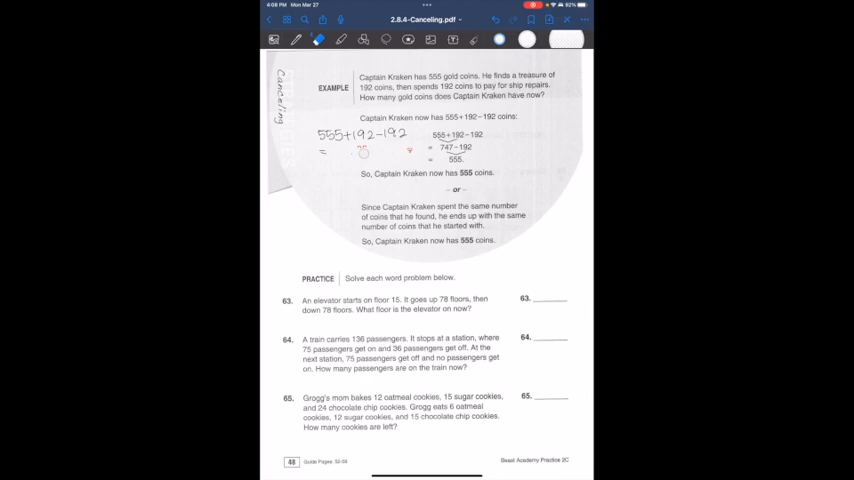 4:08 PM Mon Mar 27
92%
2.8.4-Canceling.pdf
Canceling
EXAMPLE
Captain Kraken has 555 gold coins. He finds a treasure of
192 coins, then spends 192 coins to pay for ship repairs.
How many gold coins does Captain Kraken have now?
Captain Kraken now has 555+192−192 coins:
555+192−192
=
555+192−192
= 747−192
= 555.
So, Captain Kraken now has 555 coins.
– or –
Since Captain Kraken spent the same number
of coins that he found, he ends up with the same
number of coins that he started with.
So, Captain Kraken now has 555 coins.
PRACTICE Solve each word problem below.
63. An elevator starts on floor 15. It goes up 78 floors, then
down 78 floors. What floor is the elevator on now?
63. ________
64. A train carries 136 passengers. It stops at a station, where
75 passengers get on and 36 passengers get off. At the
next station, 75 passengers get off and no passengers get
on. How many passengers are on the train now?
64. ________
65. Grogg's mom bakes 12 oatmeal cookies, 15 sugar cookies,
and 24 chocolate chip cookies. Grogg eats 6 oatmeal
cookies, 12 sugar cookies, and 15 chocolate chip cookies.
How many cookies are left?
65. ________
48 Guide Pages: 52-59
Beast Academy Practice 2C